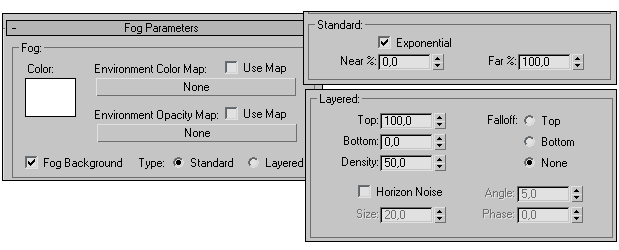 - Fog Parameters
Fog:
Color:
Environment Color Map: Use Map
None
Environment Opacity Map: Use Map
None
Fog Background Type: Standard Layered
Standard:
Exponential
Near %: 0,0 Far %: 100,0
Layered:
Top: 100,0 Falloff: Top
Bottom: 0,0 Bottom
Density: 50,0 None
Horizon Noise Angle: 5,0
Size: 20,0 Phase: 0,0